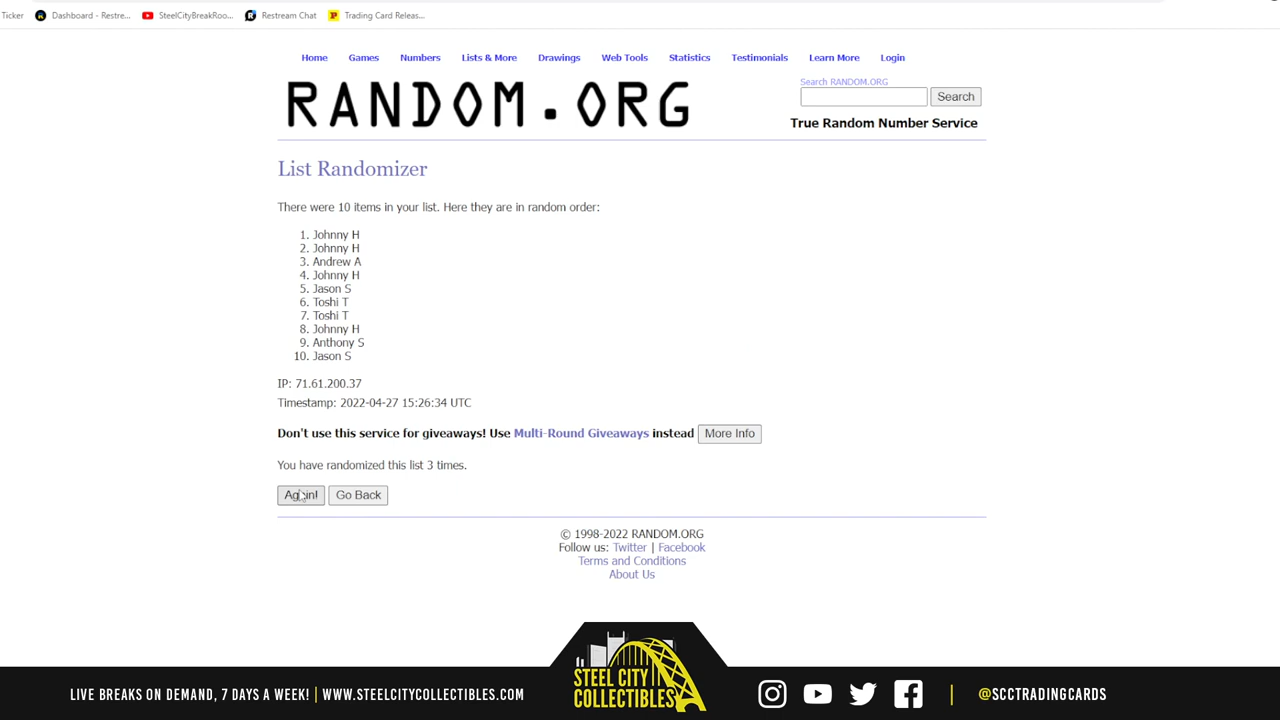 Ticker
Dashboard - Restre...
SteelCityBreakRoo...
Restream Chat
Trading Card Releas...
Home Games Numbers Lists & More Drawings Web Tools Statistics Testimonials Learn More Login
RANDOM.ORG
Search RANDOM.ORG
Search
True Random Number Service
List Randomizer
There were 10 items in your list. Here they are in random order:
1. Johnny H
2. Johnny H
3. Andrew A
4. Johnny H
5. Jason S
6. Toshi T
7. Toshi T
8. Johnny H
9. Anthony S
10. Jason S
IP: 71.61.200.37
Timestamp: 2022-04-27 15:26:34 UTC
Don't use this service for giveaways! Use Multi-Round Giveaways instead More Info
You have randomized this list 3 times.
Again! Go Back
© 1998-2022 RANDOM.ORG
Follow us: Twitter | Facebook
Terms and Conditions
About Us
LIVE BREAKS ON DEMAND, 7 DAYS A WEEK! | WWW.STEELCITYCOLLECTIBLES.COM
STEEL CITY
COLLECTIBLES
@SCCTRADINGCARDS